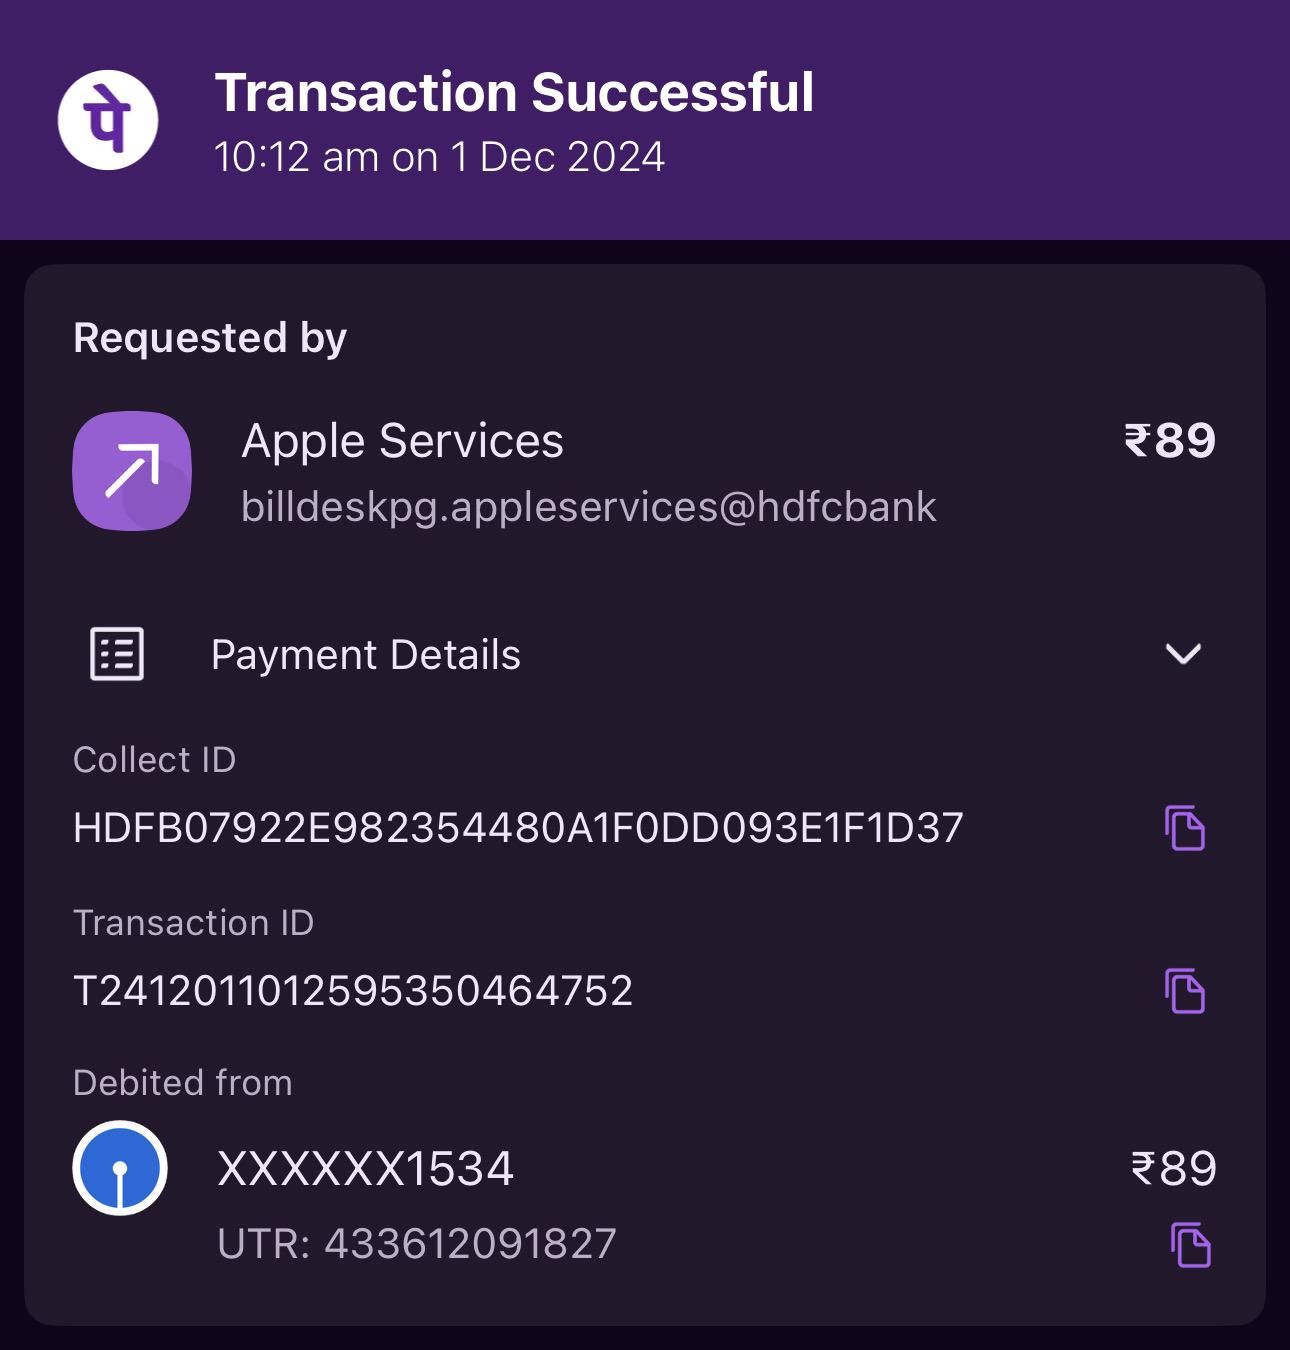 पे
Transaction Successful
10:12 am on 1 Dec 2024
Requested by
Apple Services ₹89
billdeskpg.appleservices@hdfcbank
Payment Details
Collect ID
HDFB07922E982354480A1F0DD093E1F1D37
Transaction ID
T2412011012595350464752
Debited from
XXXXXX1534 ₹89
UTR: 433612091827